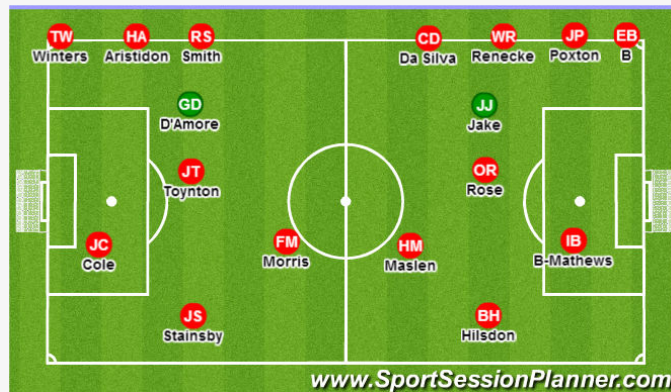 TW HA RS CD WR JP EB
Winters Aristidon Smith Da Silva Renecke Poxton B
GD JJ
D'Amore Jake
JT OR
Toynton Rose
JC FM HM IB
Cole Morris Maslen B-Mathews
JS BH
Stainsby Hilsdon
www.SportSessionPlanner.com